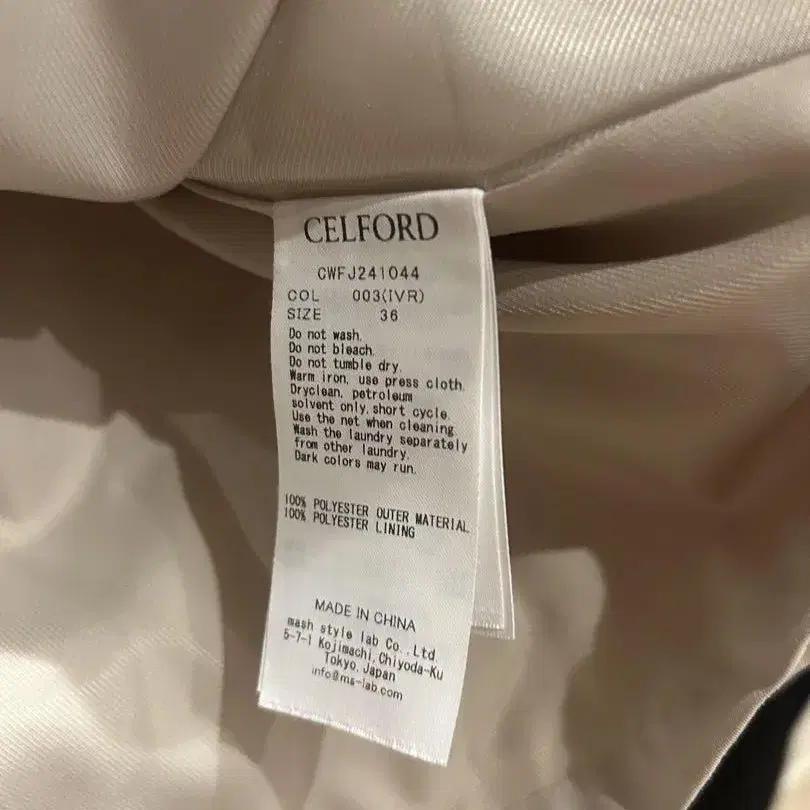 CELFORD
CWFJ241044
COL 003(IVR)
SIZE 36
Do not wash.
Do not bleach.
Do not tumble dry.
Warm iron, use press cloth.
Dryclean, petroleum
solvent only,short cycle.
Use the net when cleaning.
Wash the laundry separately
from other laundry.
Dark colors may run.
100% POLYESTER OUTER MATERIAL
100% POLYESTER LINING
MADE IN CHINA
mash style lab Co.,Ltd.
5-7-1 Kojimachi,Chiyoda-Ku
Tokyo,Japan
info@ms-lab.com